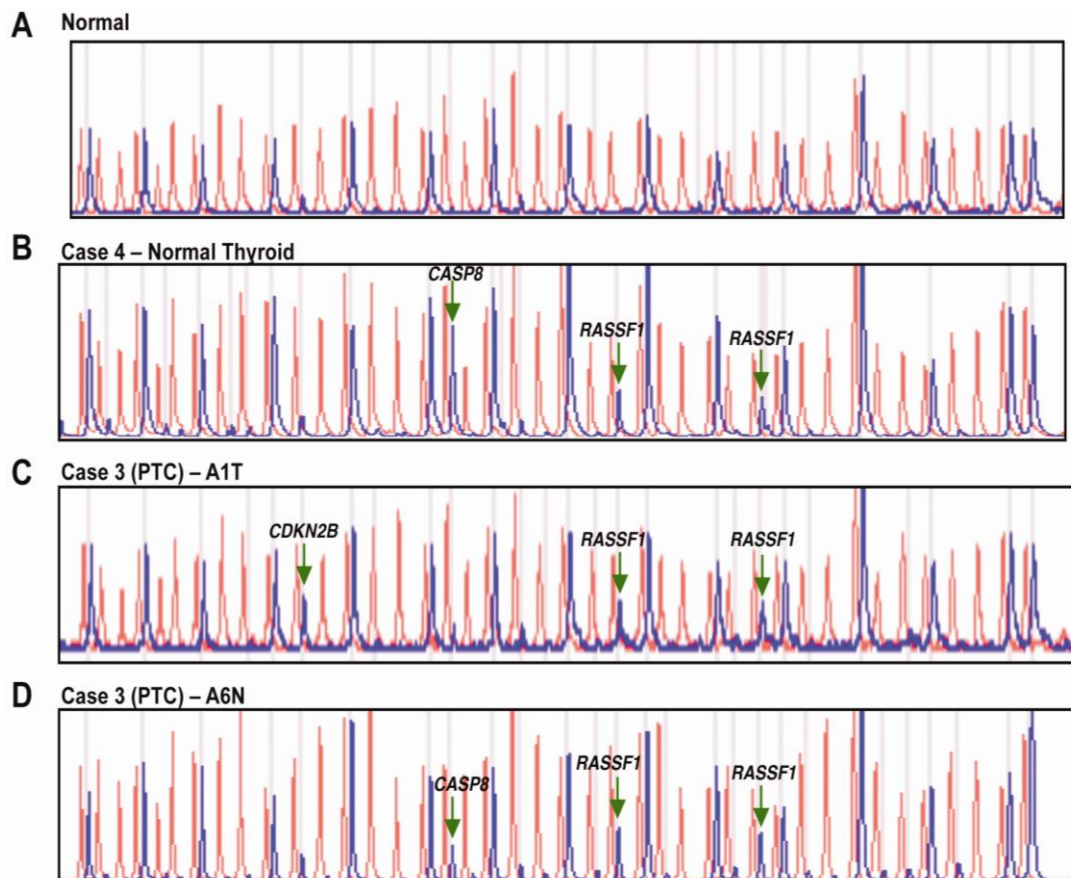 A Normal
B Case 4 – Normal Thyroid
CASP8
RASSF1
RASSF1
C Case 3 (PTC) – A1T
CDKN2B
RASSF1
RASSF1
D Case 3 (PTC) – A6N
CASP8
RASSF1
RASSF1